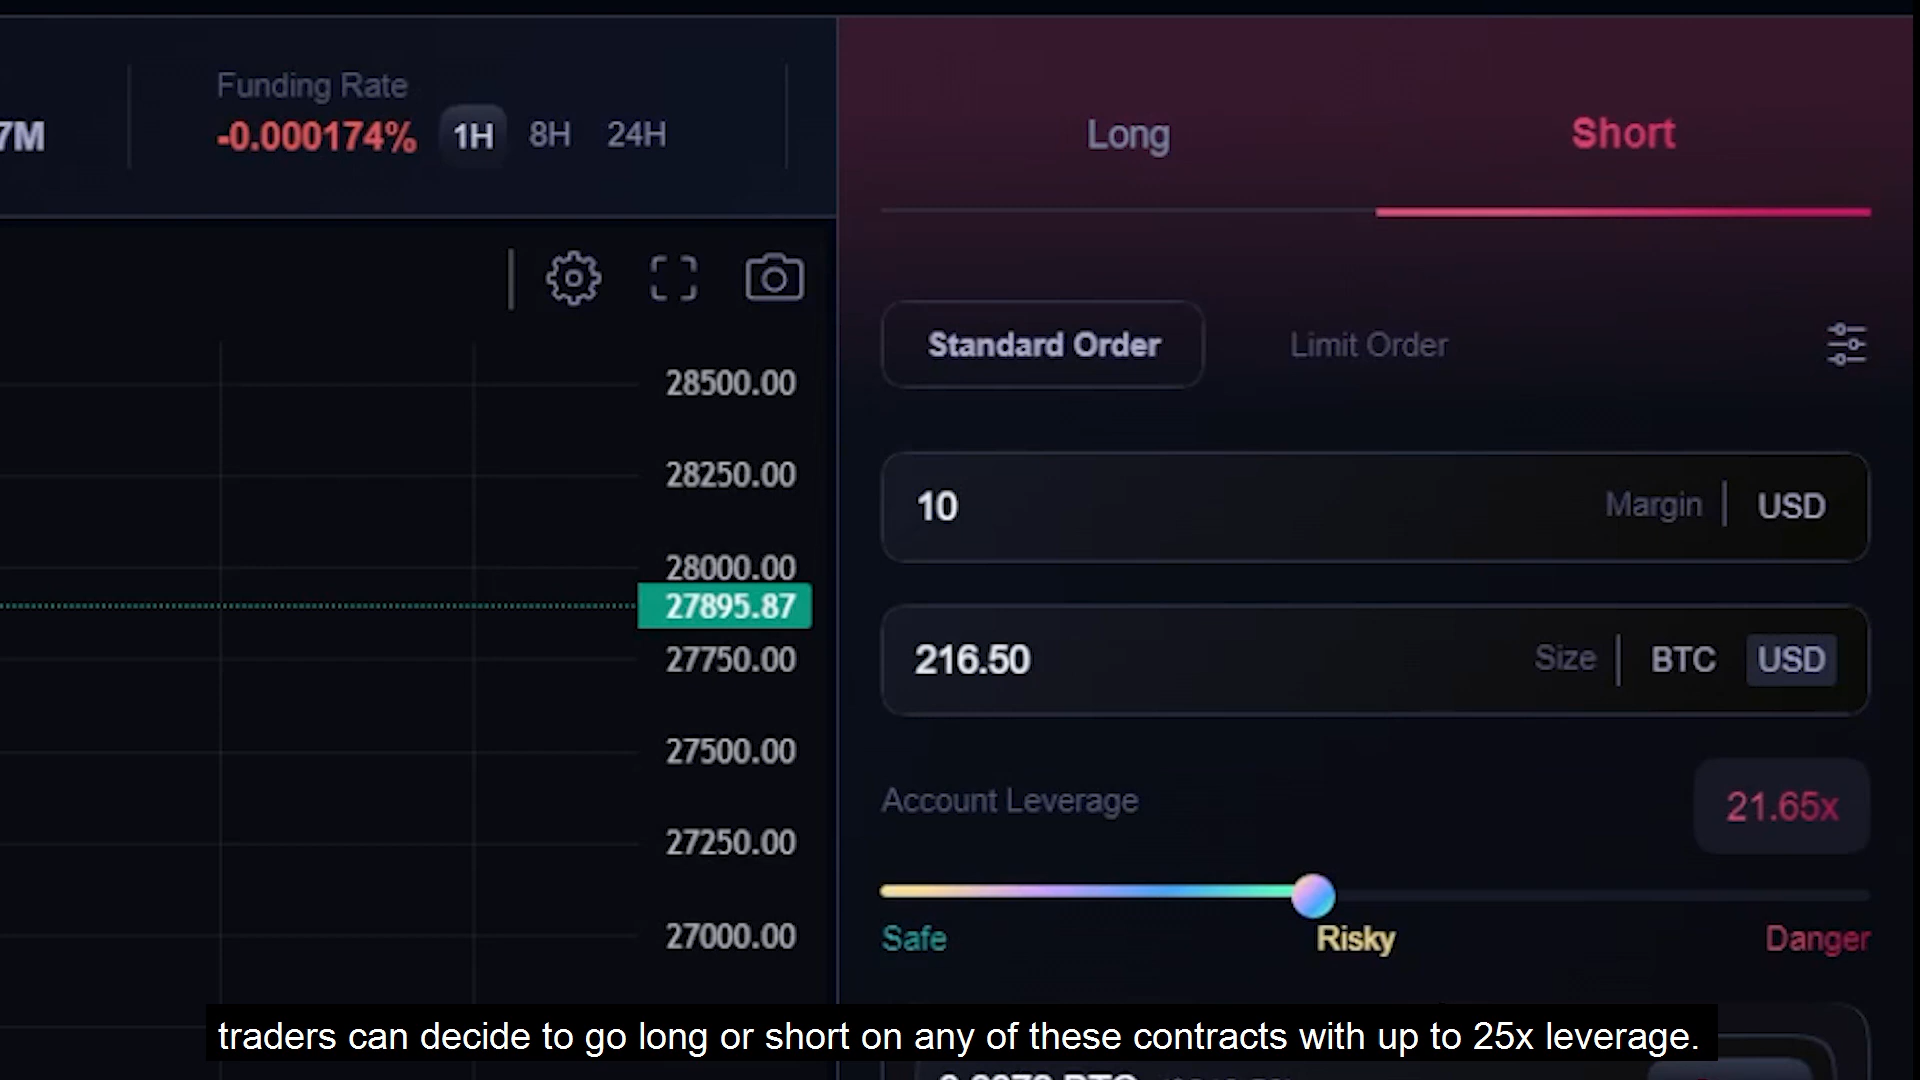 Funding Rate
7M
-0.000174% 1H 8H 24H
Long Short
Standard Order Limit Order
28500.00
28250.00
28000.00
27895.87
27750.00
27500.00
27250.00
27000.00
10 Margin USD
216.50 Size BTC USD
Account Leverage 21.65x
Safe Risky Danger
traders can decide to go long or short on any of these contracts with up to 25x leverage.